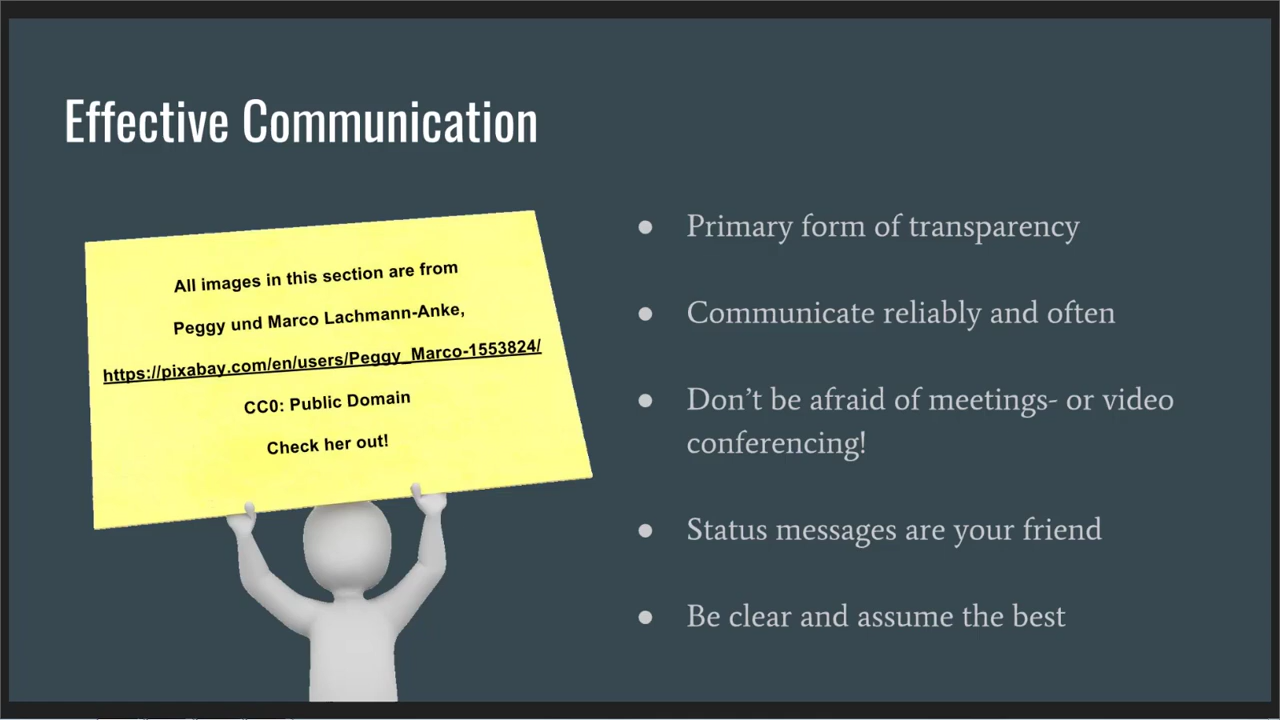 Effective Communication
All images in this section are from
Peggy und Marco Lachmann-Anke,
https://pixabay.com/en/users/Peggy_Marco-1553824/
CC0: Public Domain
Check her out!
● Primary form of transparency
● Communicate reliably and often
● Don’t be afraid of meetings- or video
conferencing!
● Status messages are your friend
● Be clear and assume the best